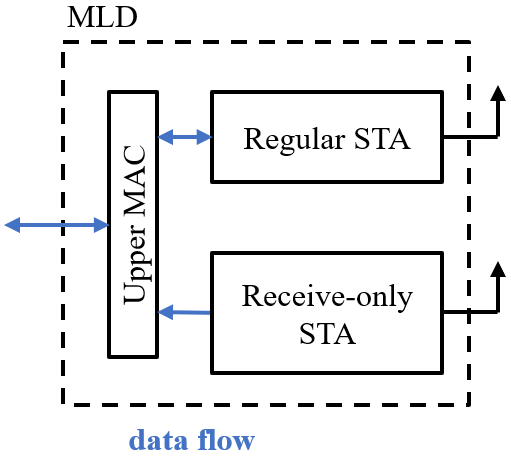 MLD
Upper MAC
Regular STA
Receive-only
STA
data flow